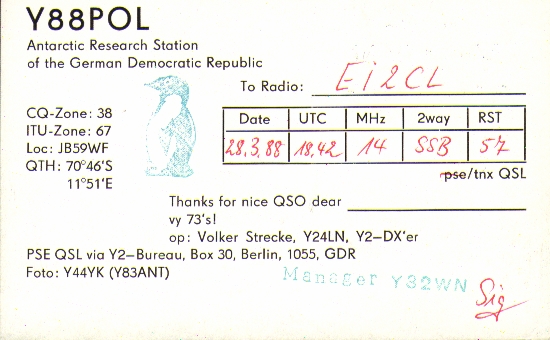 Y88POL
Antarctic Research Station
of the German Democratic Republic
To Radio: EI2CL
CQ-Zone: 38
ITU-Zone: 67
Loc: JB59WF
QTH: 70°46'S
11°51'E
Date UTC MHz 2way RST
28.3.88 18,42 14 SSB 57
pse/tnx QSL
Thanks for nice QSO dear
vy 73's!
op: Volker Strecke, Y24LN, Y2-DX'er
PSE QSL via Y2-Bureau, Box 30, Berlin, 1055, GDR
Foto: Y44YK (Y83ANT)
Manager Y32WN
Sig